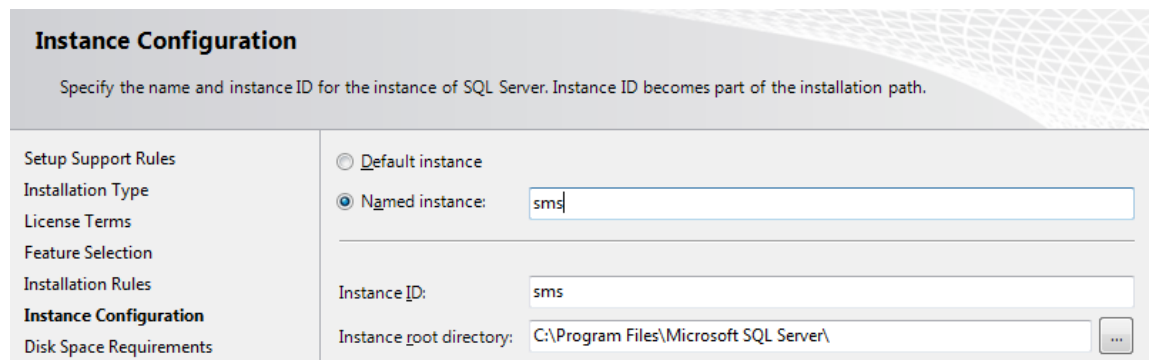 Instance Configuration
Specify the name and instance ID for the instance of SQL Server. Instance ID becomes part of the installation path.
Setup Support Rules
Installation Type
License Terms
Feature Selection
Installation Rules
Instance Configuration
Disk Space Requirements
Default instance
Named instance: sms
Instance ID: sms
Instance root directory: C:\Program Files\Microsoft SQL Server\ ...